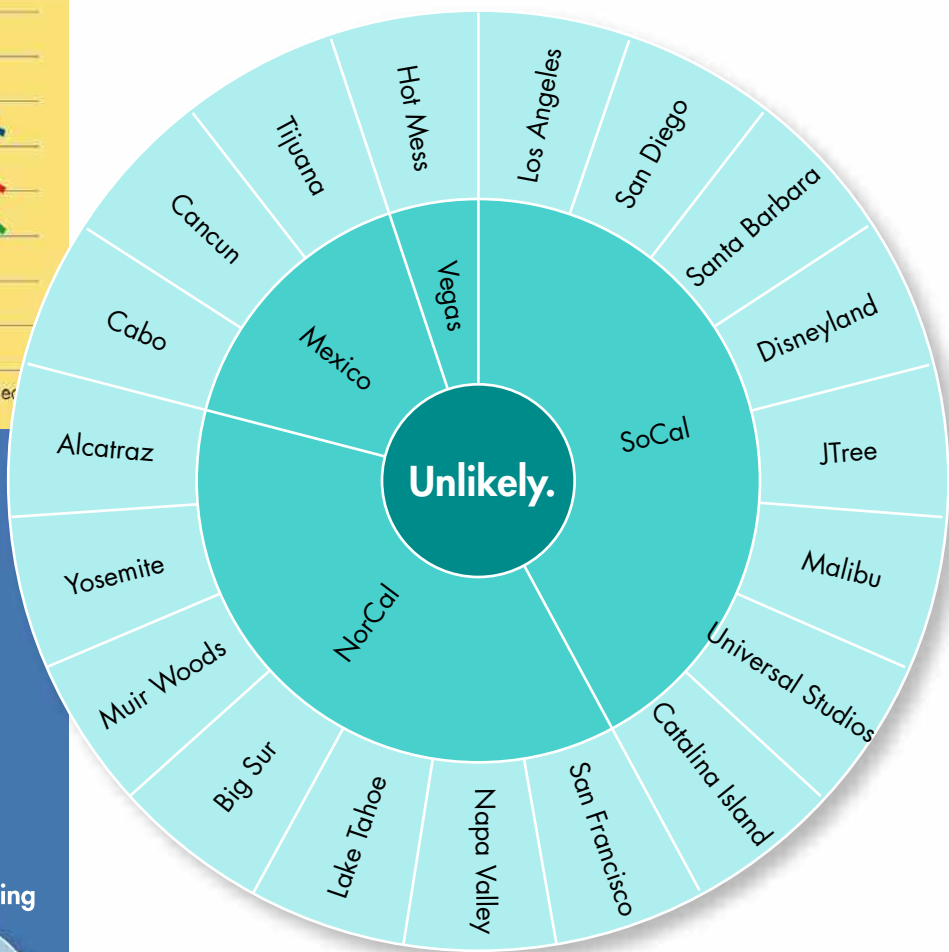 Unlikely.
SoCal
Los Angeles
San Diego
Santa Barbara
Disneyland
JTree
Malibu
Universal Studios
Catalina Island
NorCal
San Francisco
Napa Valley
Lake Tahoe
Big Sur
Muir Woods
Yosemite
Alcatraz
Mexico
Cabo
Cancun
Tijuana
Vegas
Hot Mess
ing